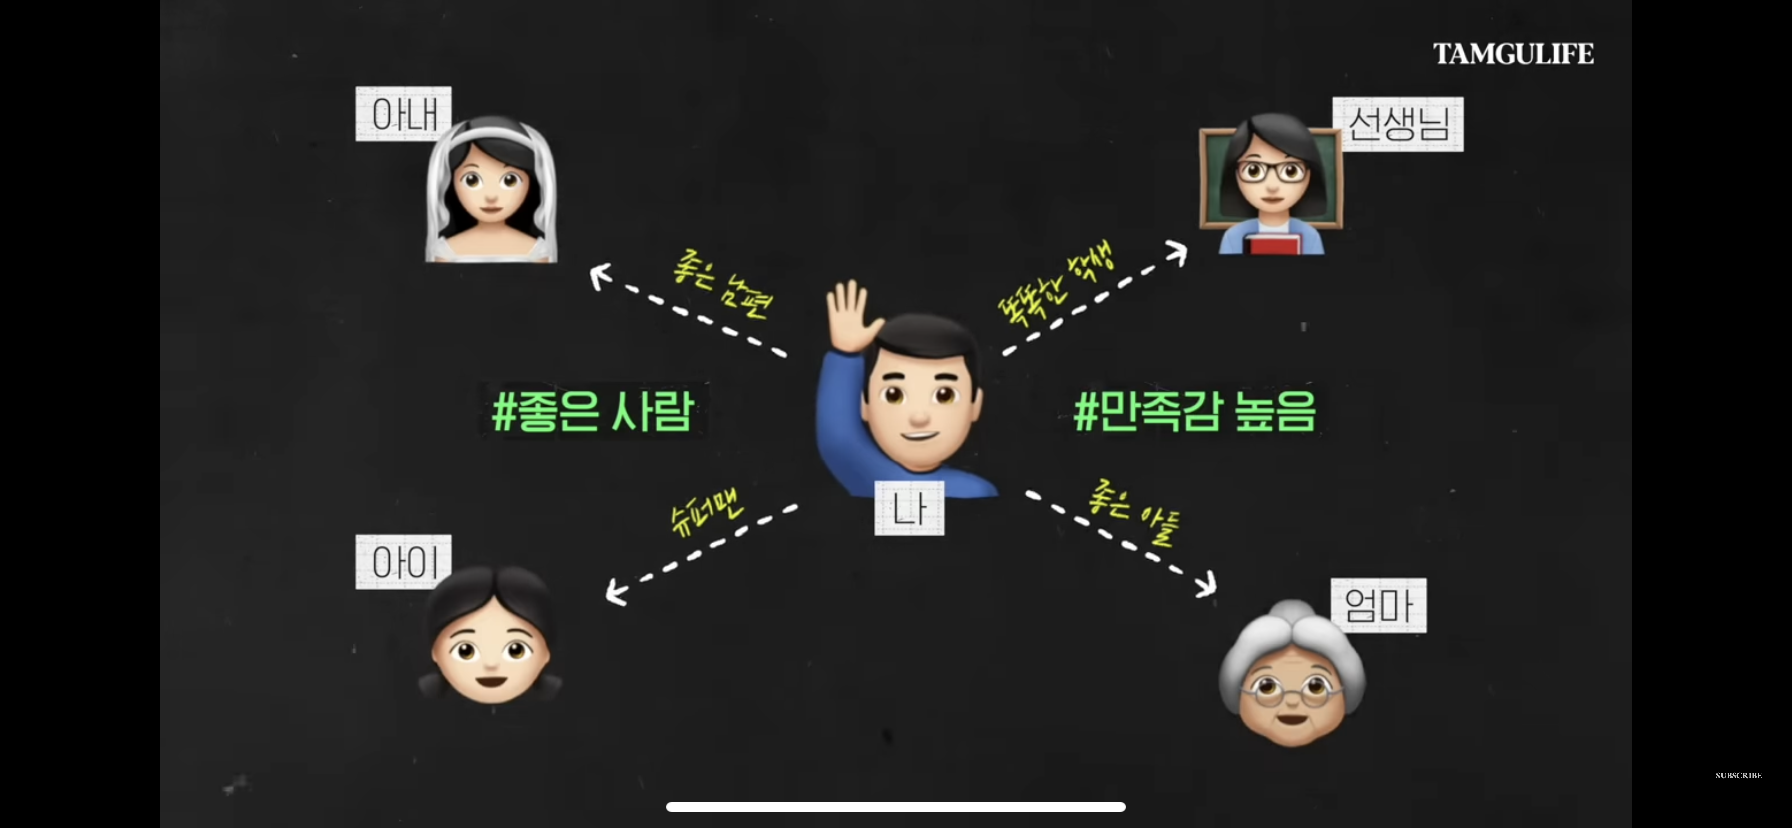 TAMGULIFE
아내
선생님
좋은 남편
똑똑한 학생
#좋은 사람
#만족감 높음
나
슈퍼맨
좋은 아들
아이
엄마
SUBSCRIBE